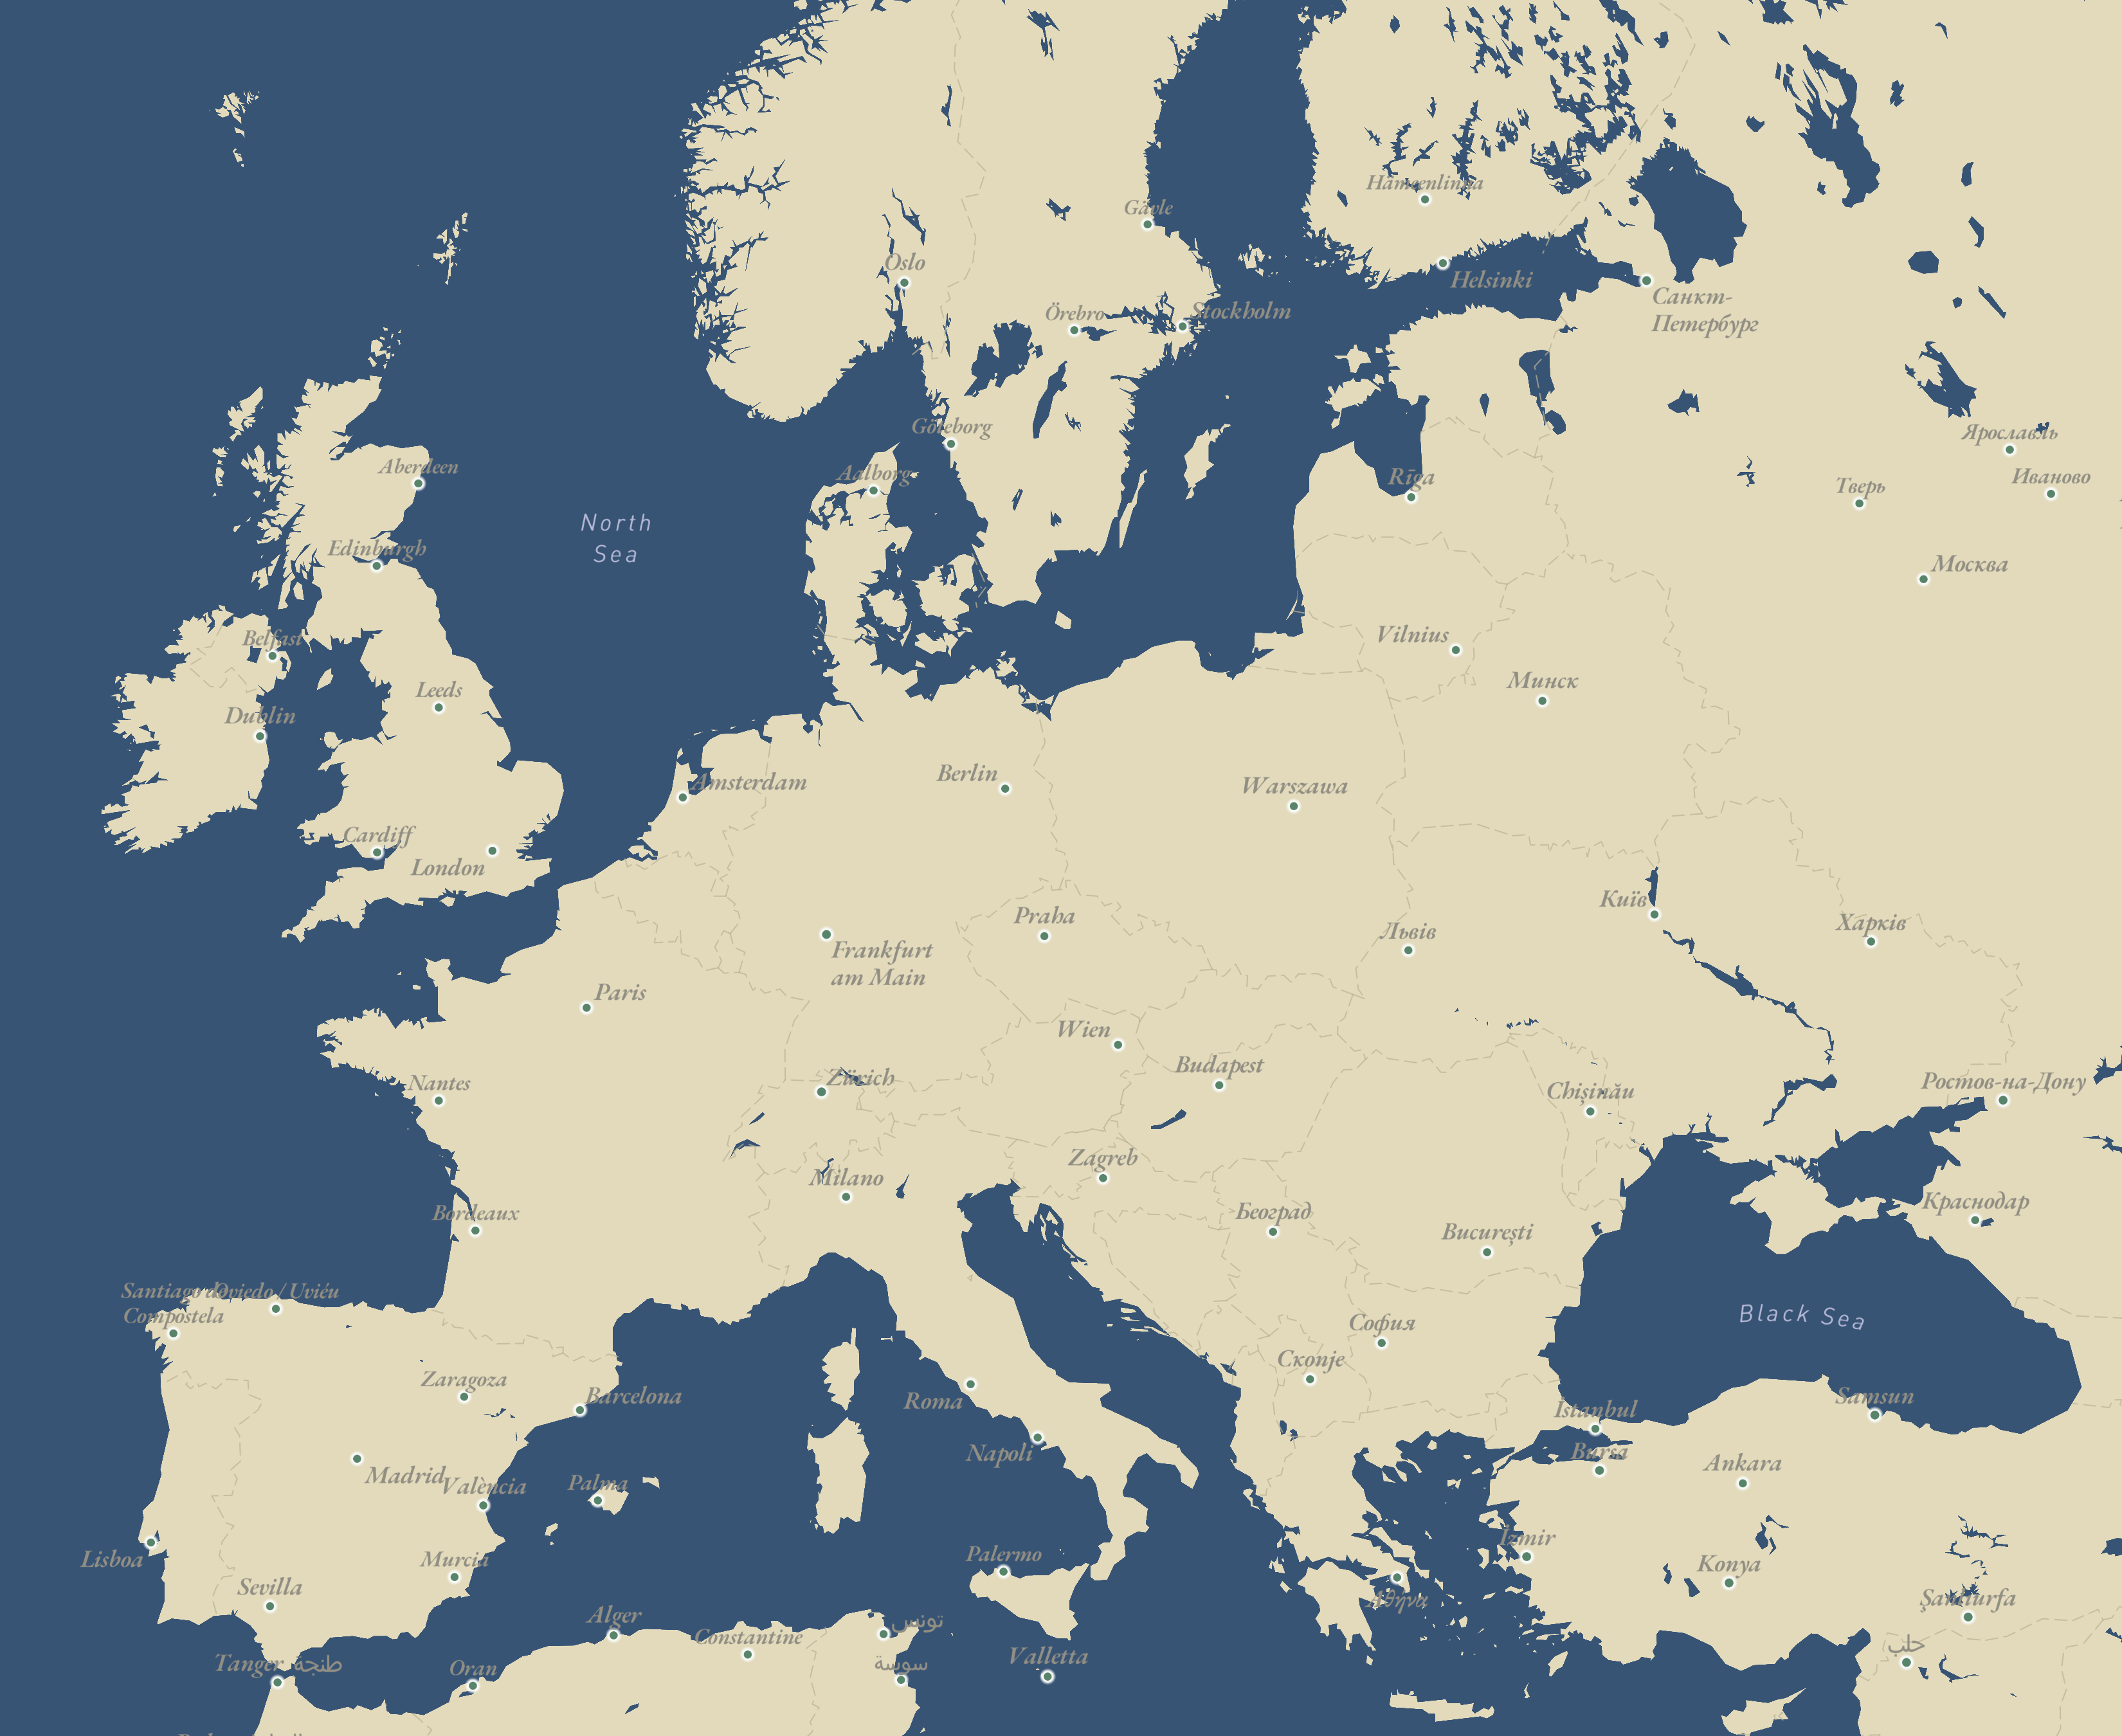 Hämeenlinna
Gävle
Oslo
Helsinki
Санкт-
Петербург
Örebro
Stockholm
Göteborg
Ярославль
Aberdeen
Aalborg
Rīga
Тверь
Иваново
North
Sea
Edinburgh
Москва
Belfast
Vilnius
Leeds
Минск
Dublin
Amsterdam
Berlin
Warszawa
Cardiff
London
Київ
Praha
Львів
Харків
Frankfurt
am Main
Paris
Wien
Budapest
Zürich
Nantes
Chișinău
Ростов-на-Дону
Zagreb
Milano
Bordeaux
Београд
București
Краснодар
Santiago de
Compostela
Oviedo / Uviéu
Black Sea
София
Скопје
Zaragoza
Barcelona
Roma
Samsun
İstanbul
Napoli
Bursa
Ankara
Madrid
València
Palma
İzmir
Lisboa
Murcia
Palermo
Konya
Sevilla
Αθήνα
Şanlıurfa
Alger
تونس
Constantine
حلب
Tanger طنجة
Oran
سوسة
Valletta